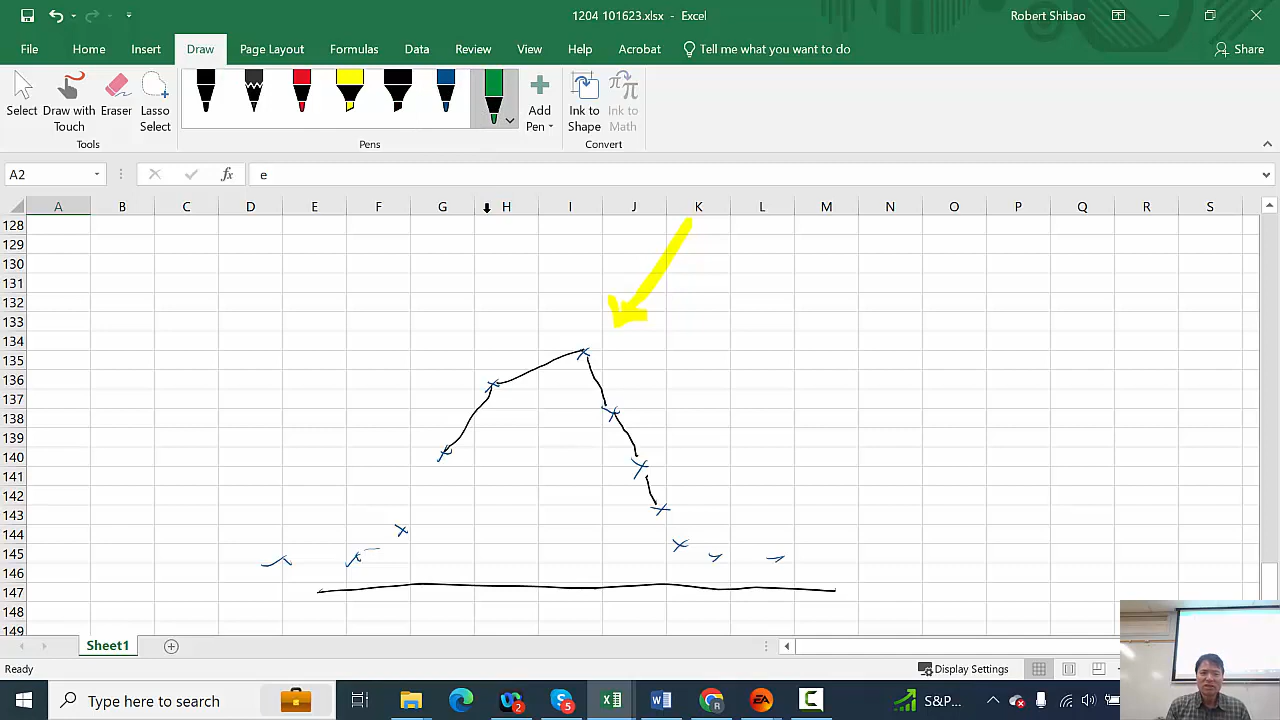 1204 101623.xlsx - Excel
Robert Shibao
File Home Insert Draw Page Layout Formulas Data Review View Help Acrobat Tell me what you want to do Share
Select Draw with Touch Eraser Lasso Select Add Pen Ink to Shape Ink to Math
Tools Pens Convert
A2 fx e
A B C D E F G H I J K L M N O P Q R S
128
129
130
131
132
133
134
135
136
137
138
139
140
141
142
143
144
145
146
147
148
149
Sheet1
Ready Display Settings
Type here to search 2 5 S&P...